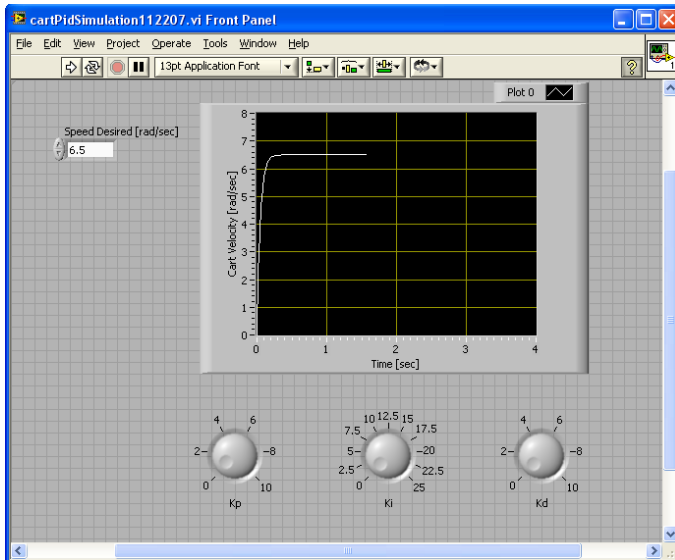 cartPidSimulation112207.vi Front Panel
File Edit View Project Operate Tools Window Help
13pt Application Font
?
1
Plot 0
Speed Desired [rad/sec]
6.5
8
7
6
5
4
3
2
1
0
Cart Velocity [rad/sec]
0 1 2 3 4
Time [sec]
0 2 4 6 8 10
Kp
0 2.5 5 7.5 10 12.5 15 17.5 20 22.5 25
Ki
0 2 4 6 8 10
Kd